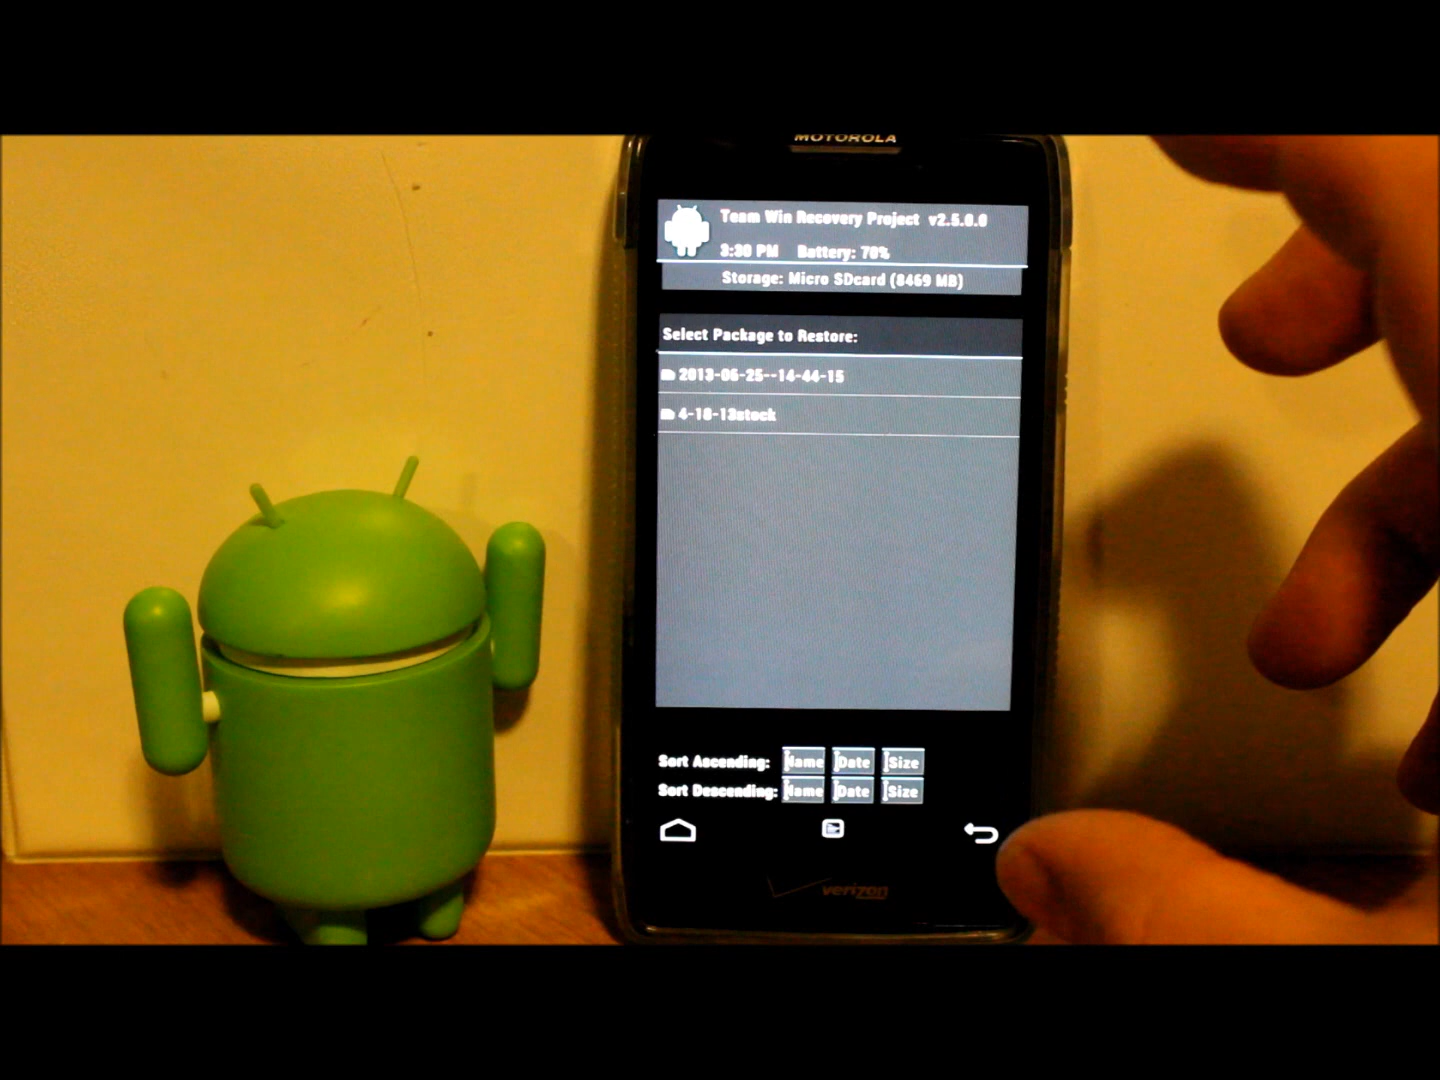 MOTOROLA
Team Win Recovery Project v2.5.0.0
3:30 PM Battery: 70%
Storage: Micro SDcard (8469 MB)
Select Package to Restore:
2013-06-25--14-44-15
4-18-13stock
Sort Ascending: Name Date Size
Sort Descending: Name Date Size
verizon